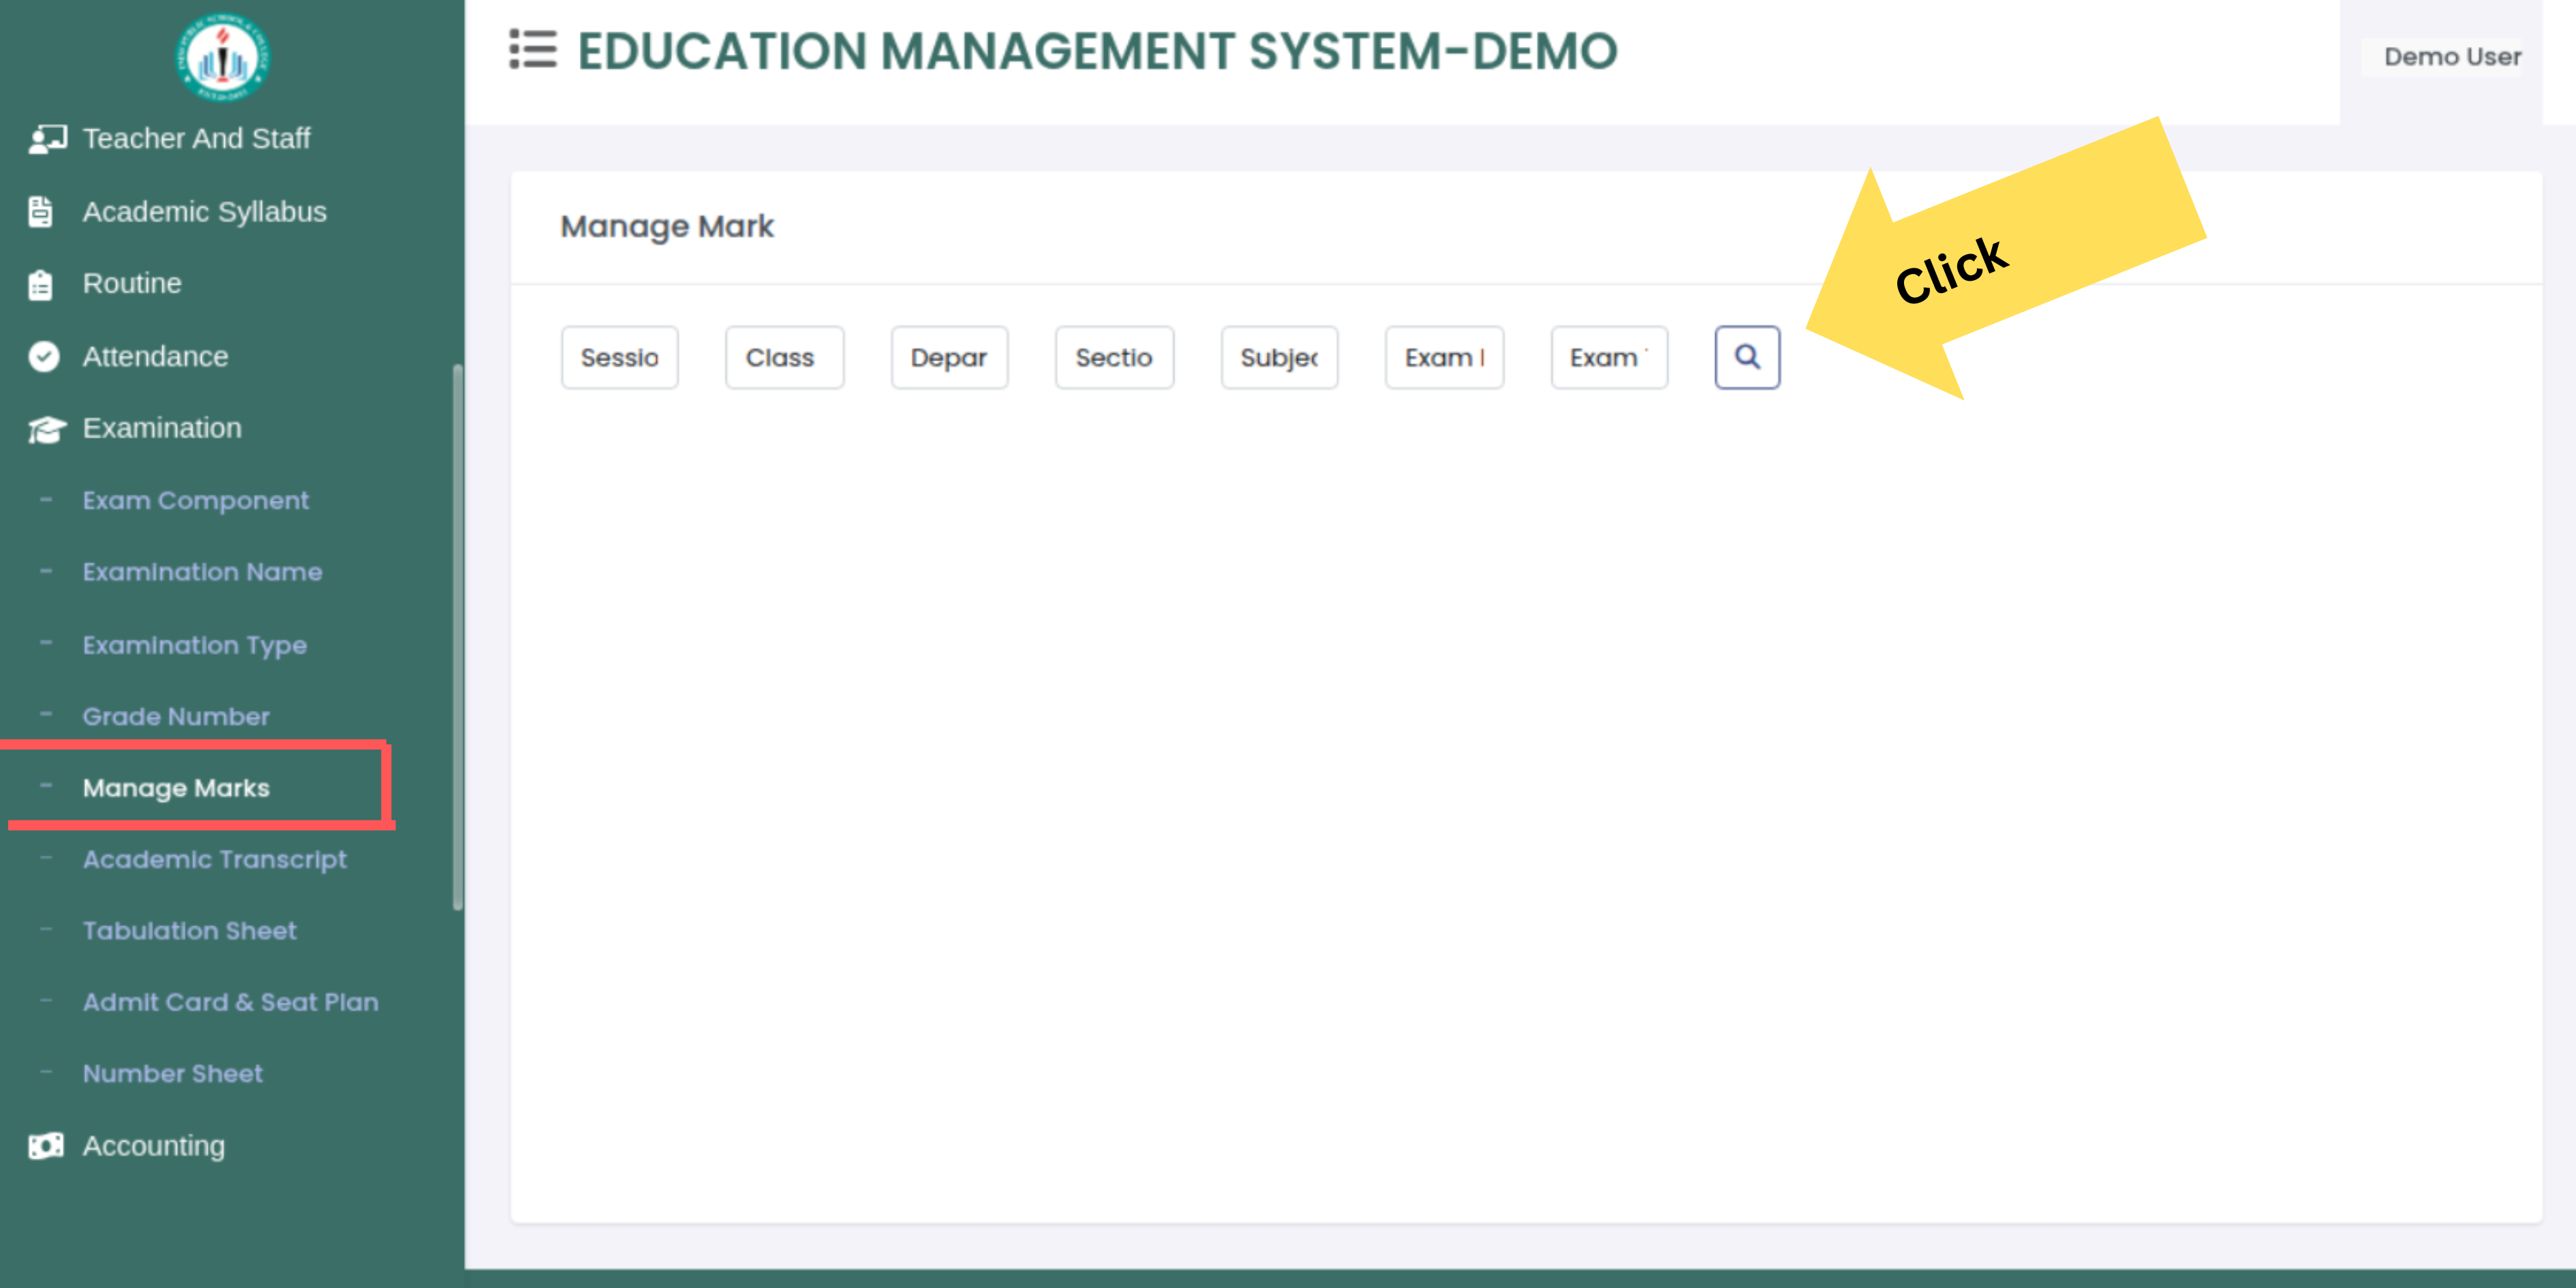 EDUCATION MANAGEMENT SYSTEM-DEMO
Demo User
Teacher And Staff
Academic Syllabus
Routine
Attendance
Examination
- Exam Component
- Examination Name
- Examination Type
- Grade Number
- Manage Marks
- Academic Transcript
- Tabulation Sheet
- Admit Card & Seat Plan
- Number Sheet
Accounting
Manage Mark
Click
Sessio Class Depar Sectio Subjec Exam Exam